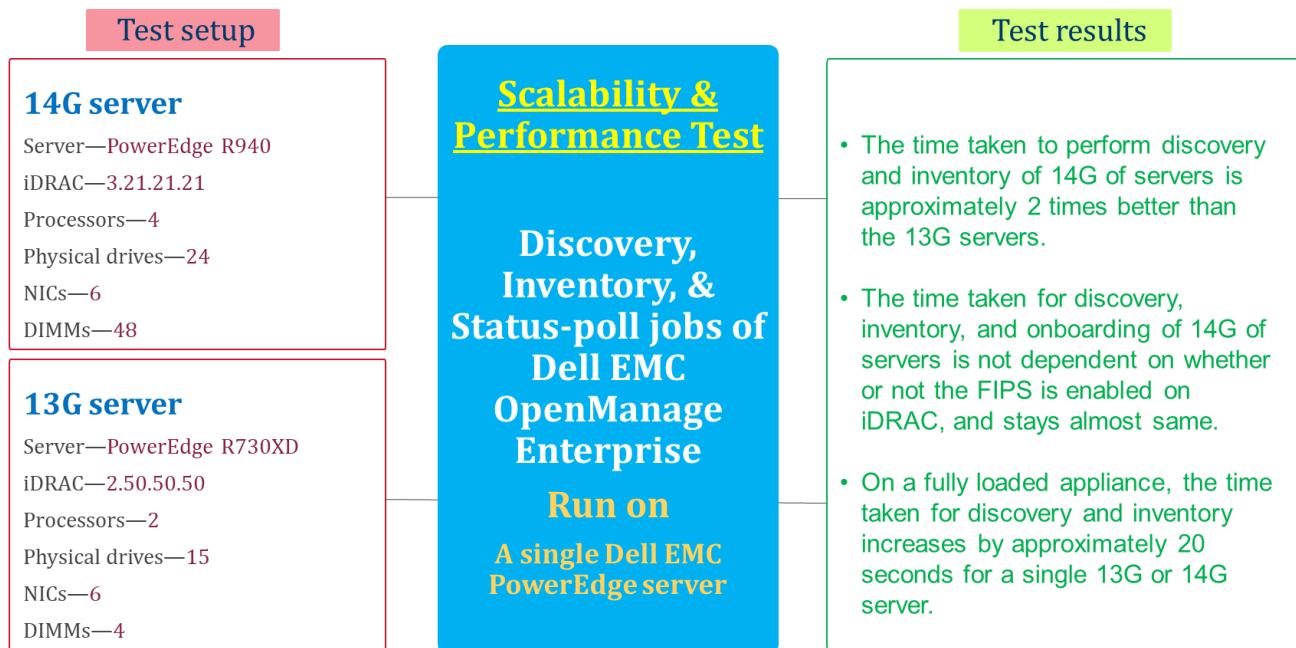 Test setup
14G server
Server—PowerEdge R940
iDRAC—3.21.21.21
Processors—4
Physical drives—24
NICs—6
DIMMs—48
13G server
Server—PowerEdge R730XD
iDRAC—2.50.50.50
Processors—2
Physical drives—15
NICs—6
DIMMs—4
Scalability &
Performance Test
Discovery,
Inventory, &
Status-poll jobs of
Dell EMC
OpenManage
Enterprise
Run on
A single Dell EMC
PowerEdge server
Test results
• The time taken to perform discovery
and inventory of 14G of servers is
approximately 2 times better than
the 13G servers.
• The time taken for discovery,
inventory, and onboarding of 14G of
servers is not dependent on whether
or not the FIPS is enabled on
iDRAC, and stays almost same.
• On a fully loaded appliance, the time
taken for discovery and inventory
increases by approximately 20
seconds for a single 13G or 14G
server.